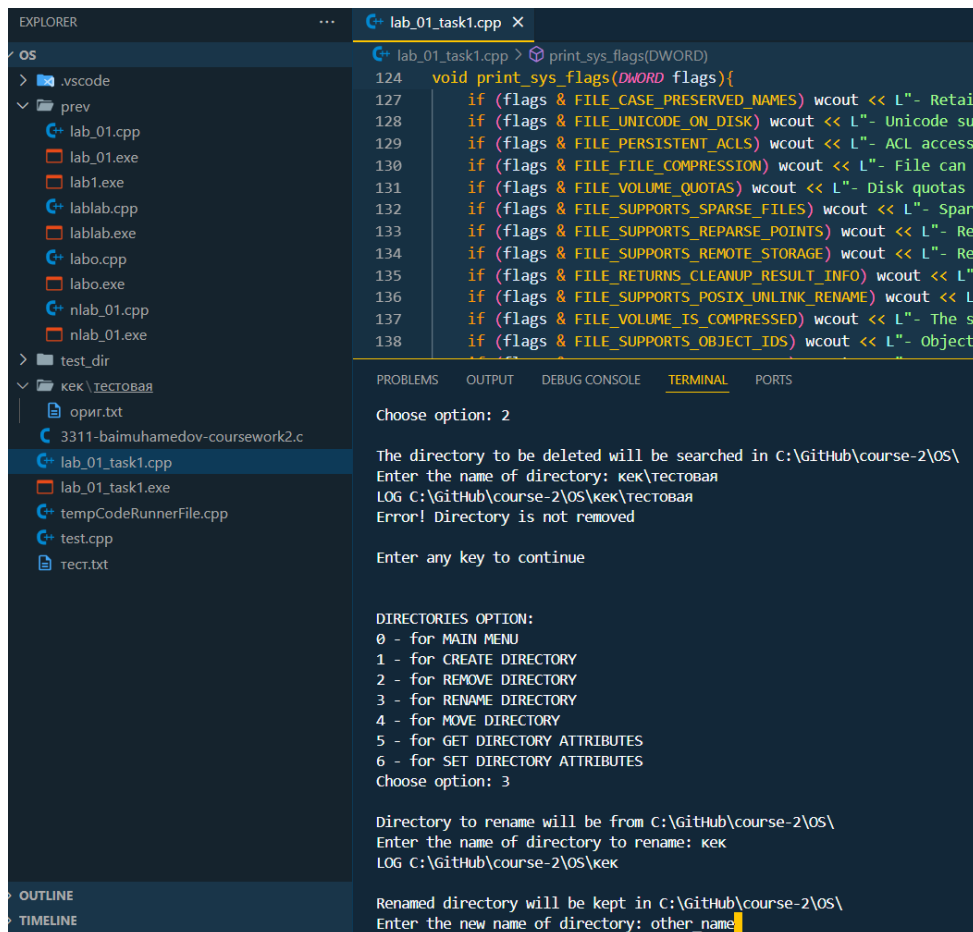 EXPLORER ···
OS
.vscode
prev
lab_01.cpp
lab_01.exe
lab1.exe
lablab.cpp
lablab.exe
labo.cpp
labo.exe
nlab_01.cpp
nlab_01.exe
test_dir
кек \ тестовая
ориг.txt
3311-baimuhamedov-coursework2.c
lab_01_task1.cpp
lab_01_task1.exe
tempCodeRunnerFile.cpp
test.cpp
тест.txt
OUTLINE
TIMELINE
lab_01_task1.cpp ×
lab_01_task1.cpp > print_sys_flags(DWORD)
124 void print_sys_flags(DWORD flags){
127 if (flags & FILE_CASE_PRESERVED_NAMES) wcout << L"- Retai
128 if (flags & FILE_UNICODE_ON_DISK) wcout << L"- Unicode su
129 if (flags & FILE_PERSISTENT_ACLS) wcout << L"- ACL access
130 if (flags & FILE_FILE_COMPRESSION) wcout << L"- File can
131 if (flags & FILE_VOLUME_QUOTAS) wcout << L"- Disk quotas
132 if (flags & FILE_SUPPORTS_SPARSE_FILES) wcout << L"- Spar
133 if (flags & FILE_SUPPORTS_REPARSE_POINTS) wcout << L"- Re
134 if (flags & FILE_SUPPORTS_REMOTE_STORAGE) wcout << L"- Re
135 if (flags & FILE_RETURNS_CLEANUP_RESULT_INFO) wcout << L"
136 if (flags & FILE_SUPPORTS_POSIX_UNLINK_RENAME) wcout << L
137 if (flags & FILE_VOLUME_IS_COMPRESSED) wcout << L"- The s
138 if (flags & FILE_SUPPORTS_OBJECT_IDS) wcout << L"- Object
PROBLEMS OUTPUT DEBUG CONSOLE TERMINAL PORTS
Choose option: 2
The directory to be deleted will be searched in C:\GitHub\course-2\OS\
Enter the name of directory: кек\тестовая
LOG C:\GitHub\course-2\OS\кек\тестовая
Error! Directory is not removed
Enter any key to continue
DIRECTORIES OPTION:
0 - for MAIN MENU
1 - for CREATE DIRECTORY
2 - for REMOVE DIRECTORY
3 - for RENAME DIRECTORY
4 - for MOVE DIRECTORY
5 - for GET DIRECTORY ATTRIBUTES
6 - for SET DIRECTORY ATTRIBUTES
Choose option: 3
Directory to rename will be from C:\GitHub\course-2\OS\
Enter the name of directory to rename: кек
LOG C:\GitHub\course-2\OS\кек
Renamed directory will be kept in C:\GitHub\course-2\OS\
Enter the new name of directory: other_name